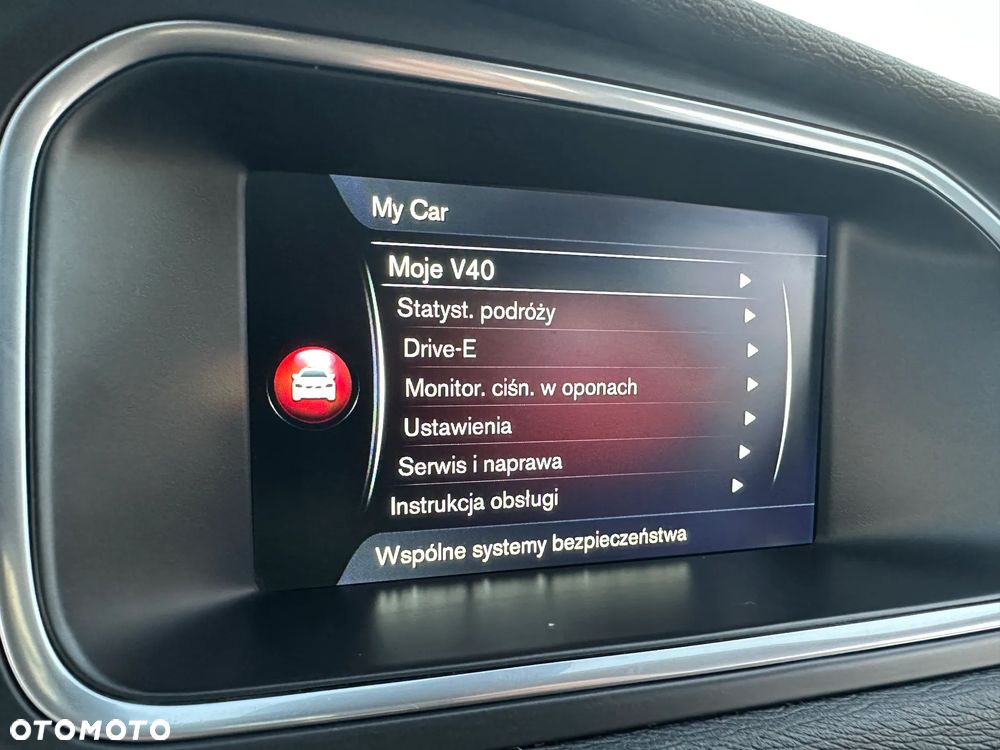 My Car
Moje V40
Statyst. podróży
Drive-E
Monitor. ciśn. w oponach
Ustawienia
Serwis i naprawa
Instrukcja obsługi
Wspólne systemy bezpieczeństwa
OTOMOTO